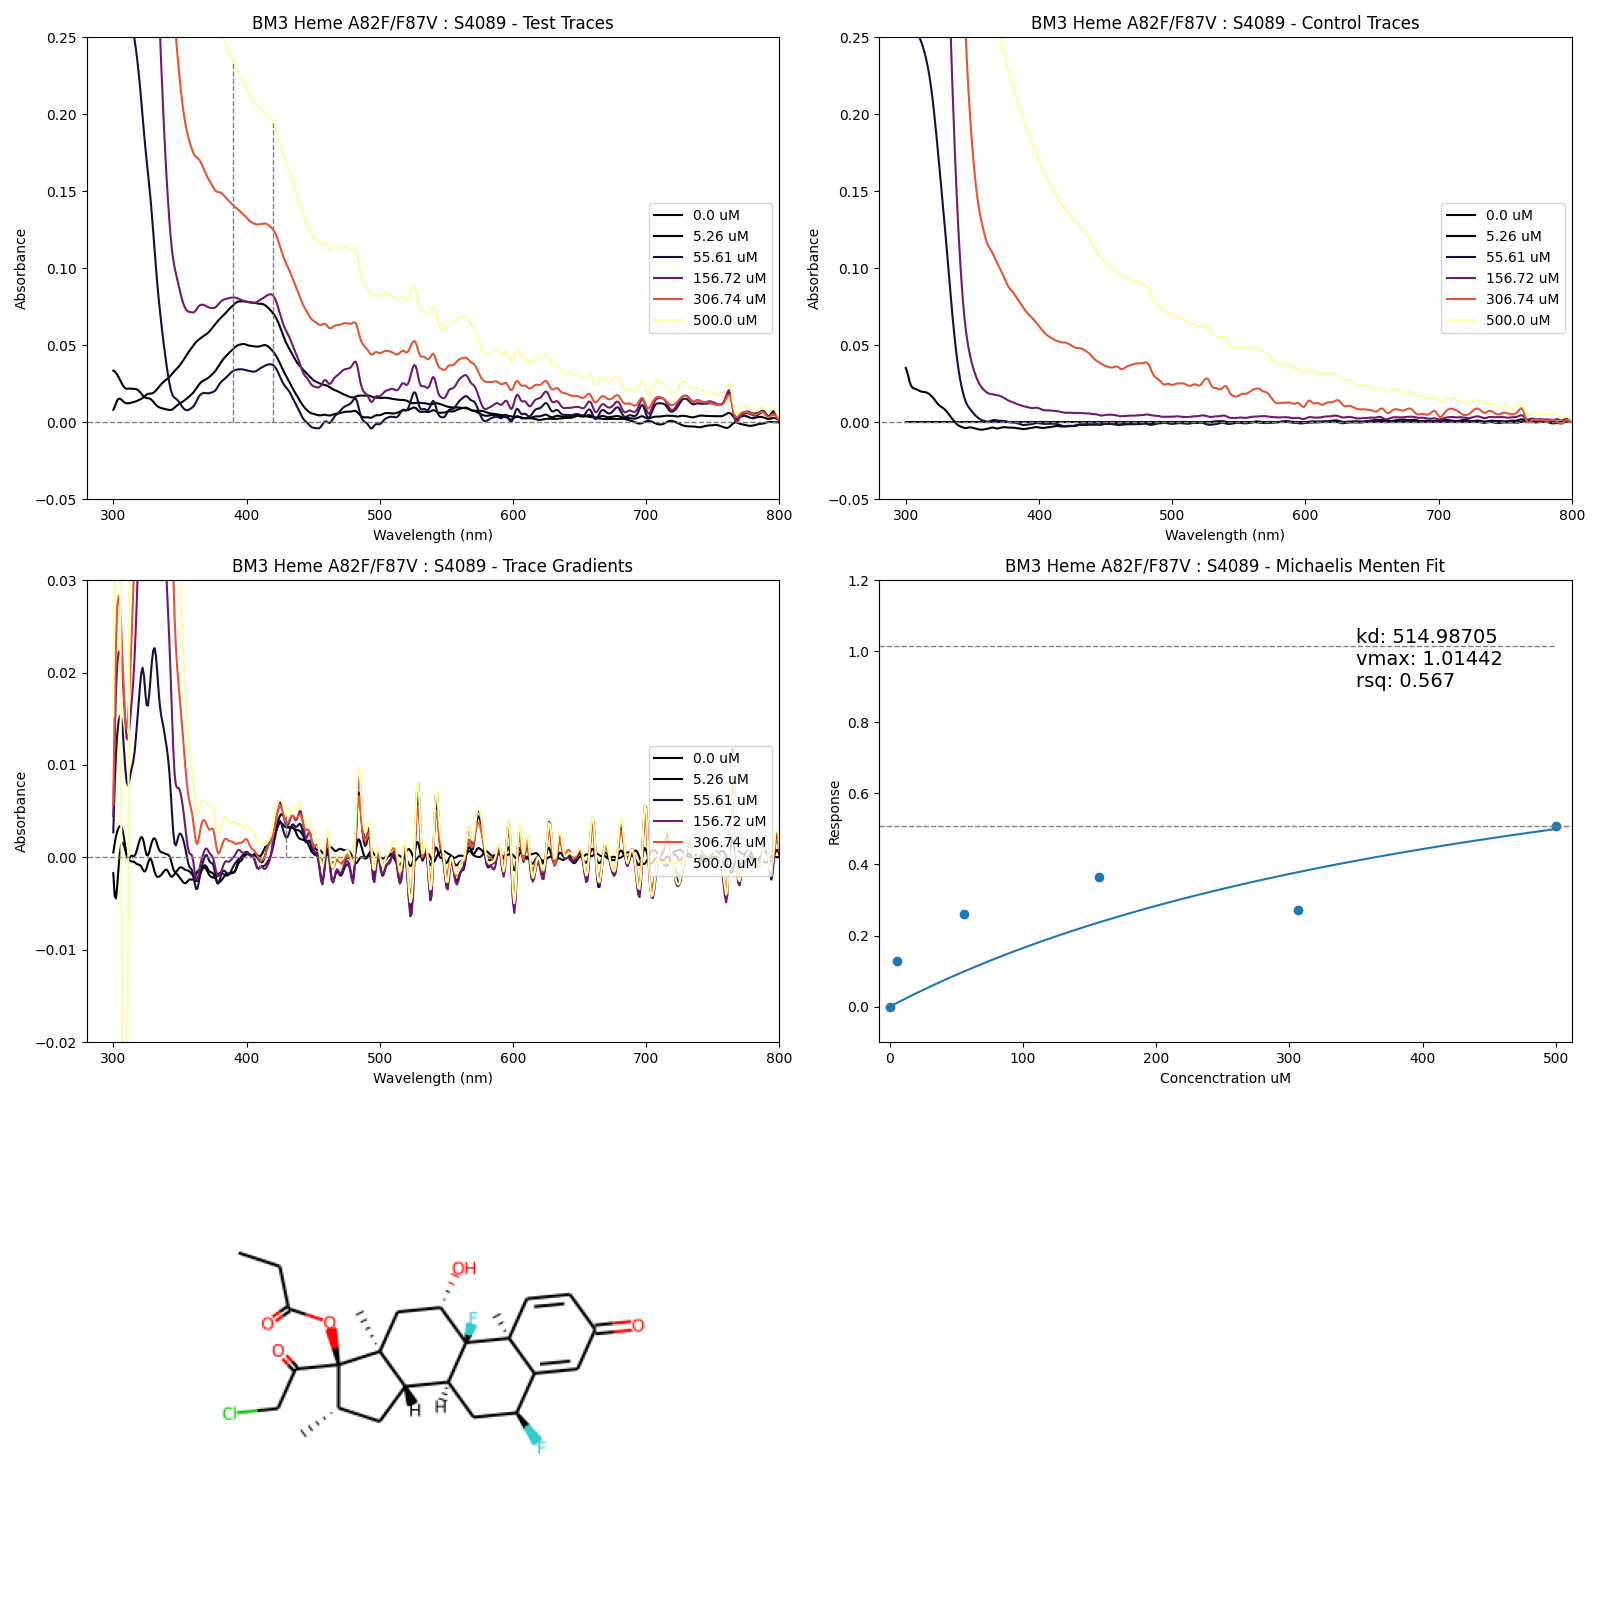 BM3 Heme A82F/F87V : S4089 - Test Traces
0.25
0.20
0.15
0.10
0.05
0.00
−0.05
Absorbance
300 400 500 600 700 800
Wavelength (nm)
0.0 uM
5.26 uM
55.61 uM
156.72 uM
306.74 uM
500.0 uM
BM3 Heme A82F/F87V : S4089 - Control Traces
0.25
0.20
0.15
0.10
0.05
0.00
−0.05
Absorbance
300 400 500 600 700 800
Wavelength (nm)
0.0 uM
5.26 uM
55.61 uM
156.72 uM
306.74 uM
500.0 uM
BM3 Heme A82F/F87V : S4089 - Trace Gradients
0.03
0.02
0.01
0.00
−0.01
−0.02
Absorbance
300 400 500 600 700 800
Wavelength (nm)
0.0 uM
5.26 uM
55.61 uM
156.72 uM
306.74 uM
500.0 uM
BM3 Heme A82F/F87V : S4089 - Michaelis Menten Fit
1.2
1.0
0.8
0.6
0.4
0.2
0.0
Response
0 100 200 300 400 500
Concenctration uM
kd: 514.98705
vmax: 1.01442
rsq: 0.567
OH
F
O
O
O
O
Cl
H
H
F